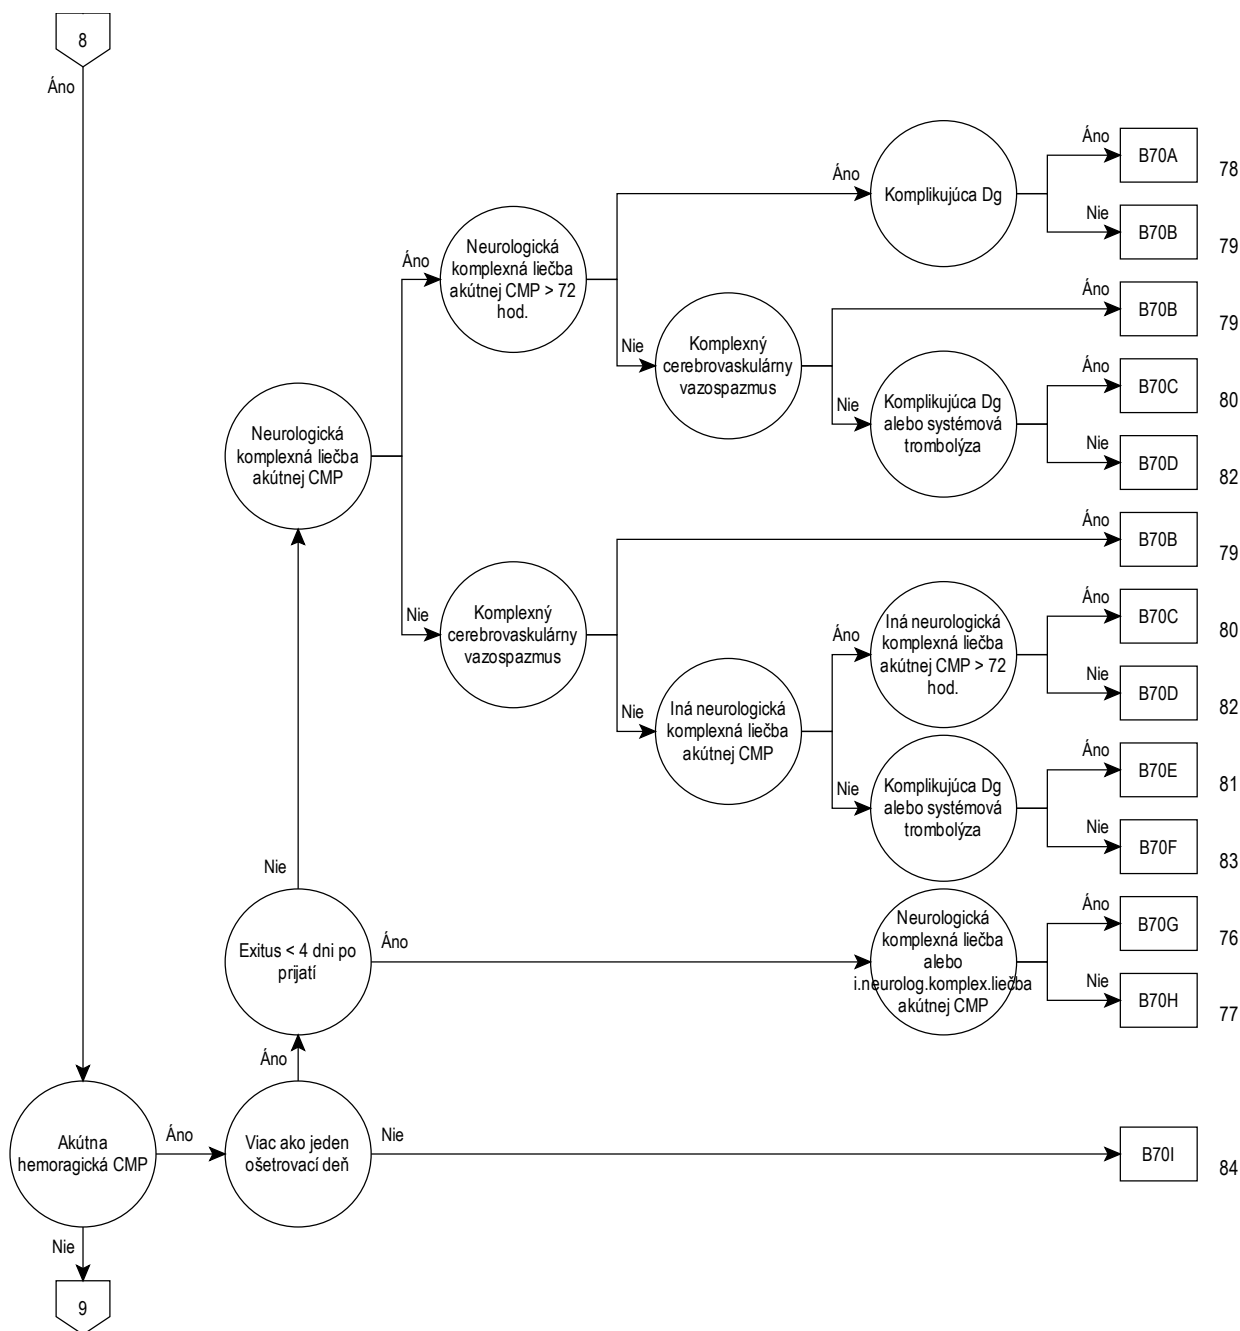 8
Áno
Áno
B70A
78
Áno
Komplikujúca Dg
Nie
B70B
79
Neurologická
komplexná liečba
akútnej CMP > 72
hod.
Áno
Áno
B70B
79
Nie
Komplexný
cerebrovaskulárny
vazospazmus
Áno
B70C
80
Nie
Komplikujúca Dg
alebo systémová
trombolýza
Nie
B70D
82
Neurologická
komplexná liečba
akútnej CMP
Áno
B70B
79
Nie
Komplexný
cerebrovaskulárny
vazospazmus
Áno
B70C
80
Áno
Iná neurologická
komplexná liečba
akútnej CMP > 72
hod.
Nie
B70D
82
Nie
Iná neurologická
komplexná liečba
akútnej CMP
Áno
B70E
81
Nie
Komplikujúca Dg
alebo systémová
trombolýza
Nie
B70F
83
Nie
Exitus < 4 dni po
prijatí
Áno
Neurologická
komplexná liečba
alebo
i.neurolog.komplex.liečba
akútnej CMP
Áno
B70G
76
Nie
B70H
77
Áno
Akútna
hemoragická CMP
Áno
Viac ako jeden
ošetrovací deň
Nie
B70I
84
Nie
9